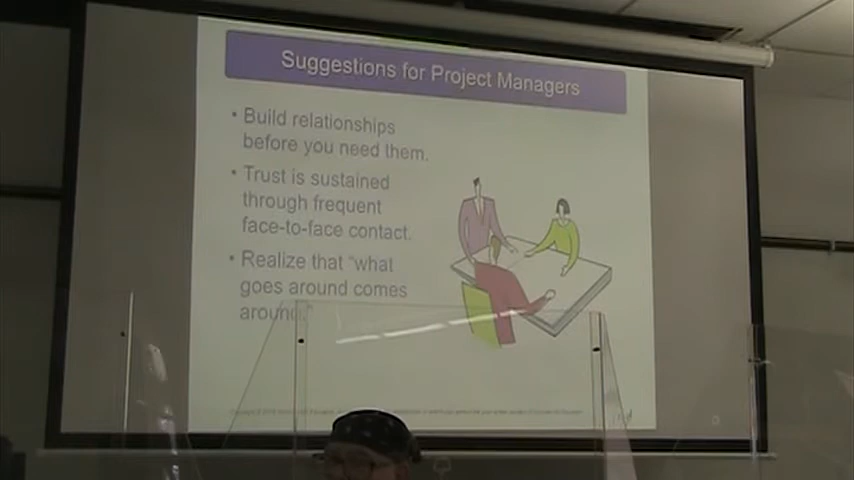 Suggestions for Project Managers
• Build relationships
before you need them.
• Trust is sustained
through frequent
face-to-face contact.
• Realize that "what
goes around comes
around."